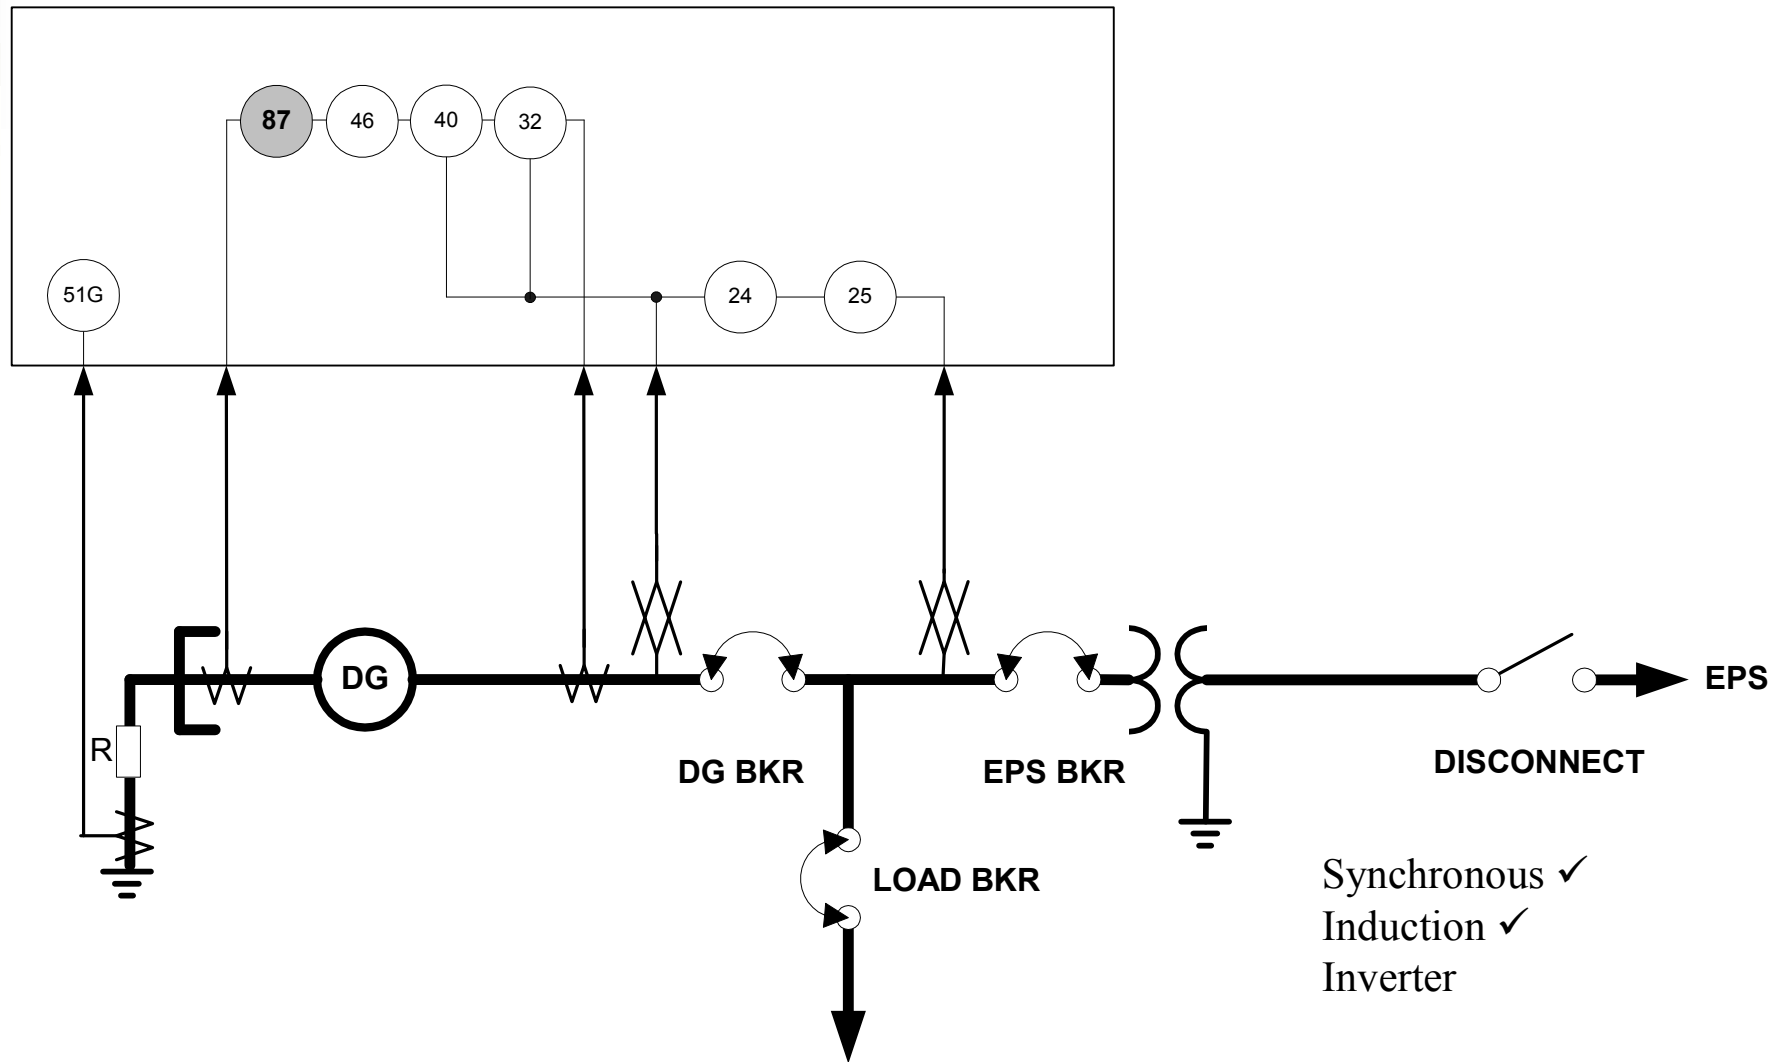 87
46
40
32
51G
24
25
DG
EPS
R
DG BKR
EPS BKR
DISCONNECT
LOAD BKR
Synchronous ✓
Induction ✓
Inverter